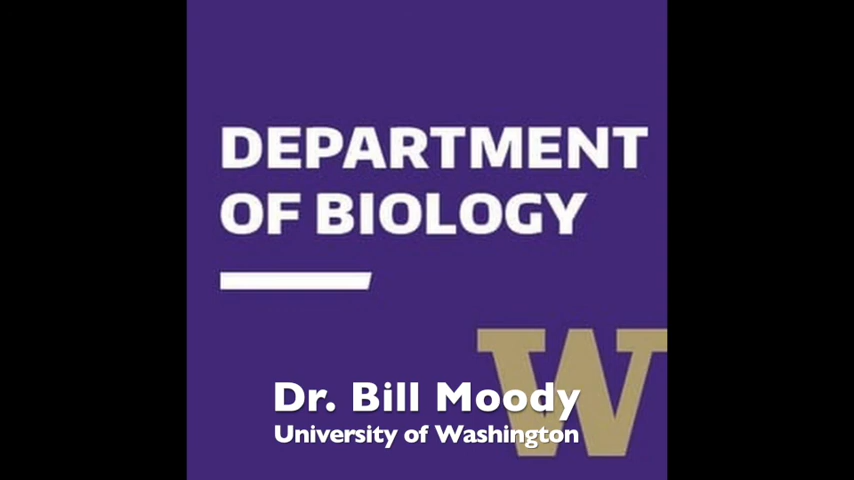 DEPARTMENT
OF BIOLOGY
W
Dr. Bill Moody
University of Washington